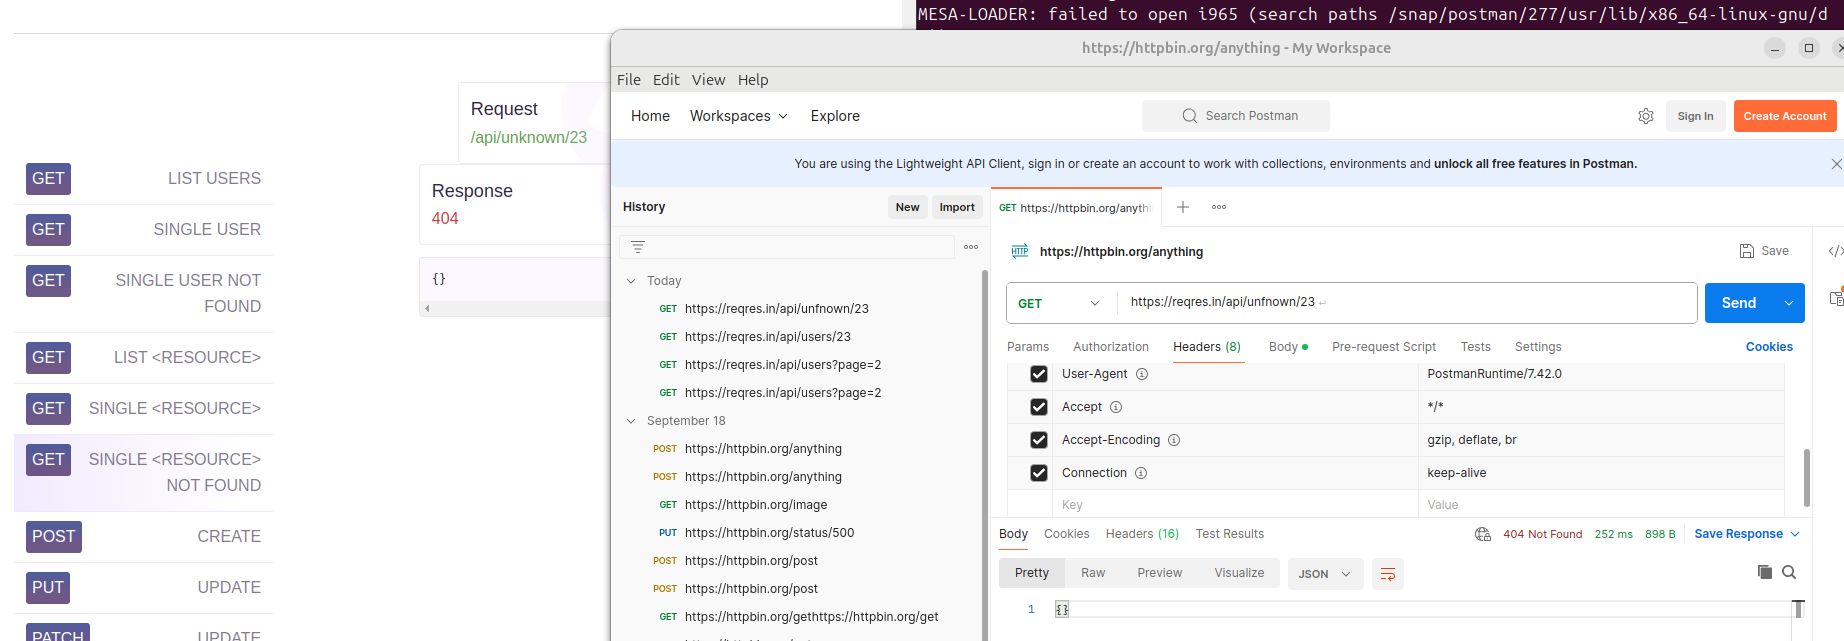 MESA-LOADER: failed to open i965 (search paths /snap/postman/277/usr/lib/x86_64-linux-gnu/d
https://httpbin.org/anything - My Workspace
File Edit View Help
Home Workspaces Explore
Search Postman
Sign In
Create Account
You are using the Lightweight API Client, sign in or create an account to work with collections, environments and unlock all free features in Postman.
Request
/api/unknown/23
Response
404
{}
GET LIST USERS
GET SINGLE USER
GET SINGLE USER NOT
FOUND
GET LIST <RESOURCE>
GET SINGLE <RESOURCE>
GET SINGLE <RESOURCE>
NOT FOUND
POST CREATE
PUT UPDATE
PATCH UPDATE
History
New Import
Today
GET https://reqres.in/api/unfnown/23
GET https://reqres.in/api/users/23
GET https://reqres.in/api/users?page=2
GET https://reqres.in/api/users?page=2
September 18
POST https://httpbin.org/anything
POST https://httpbin.org/anything
GET https://httpbin.org/image
PUT https://httpbin.org/status/500
POST https://httpbin.org/post
POST https://httpbin.org/post
GET https://httpbin.org/gethttps://httpbin.org/get
GET https://httpbin.org/anythi
HTTP https://httpbin.org/anything
Save
GET https://reqres.in/api/unfnown/23
Send
Params Authorization Headers (8) Body Pre-request Script Tests Settings Cookies
User-Agent PostmanRuntime/7.42.0
Accept */*
Accept-Encoding gzip, deflate, br
Connection keep-alive
Key Value
Body Cookies Headers (16) Test Results
404 Not Found 252 ms 898 B Save Response
Pretty Raw Preview Visualize JSON
1 {}